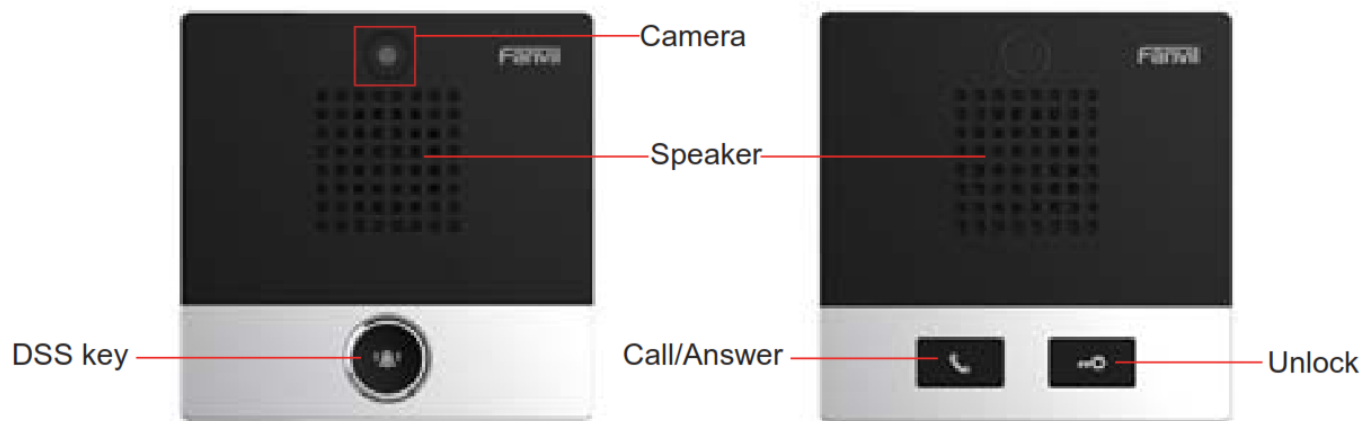 Camera
Fanvil
Fanvil
Speaker
DSS key
Call/Answer
Unlock